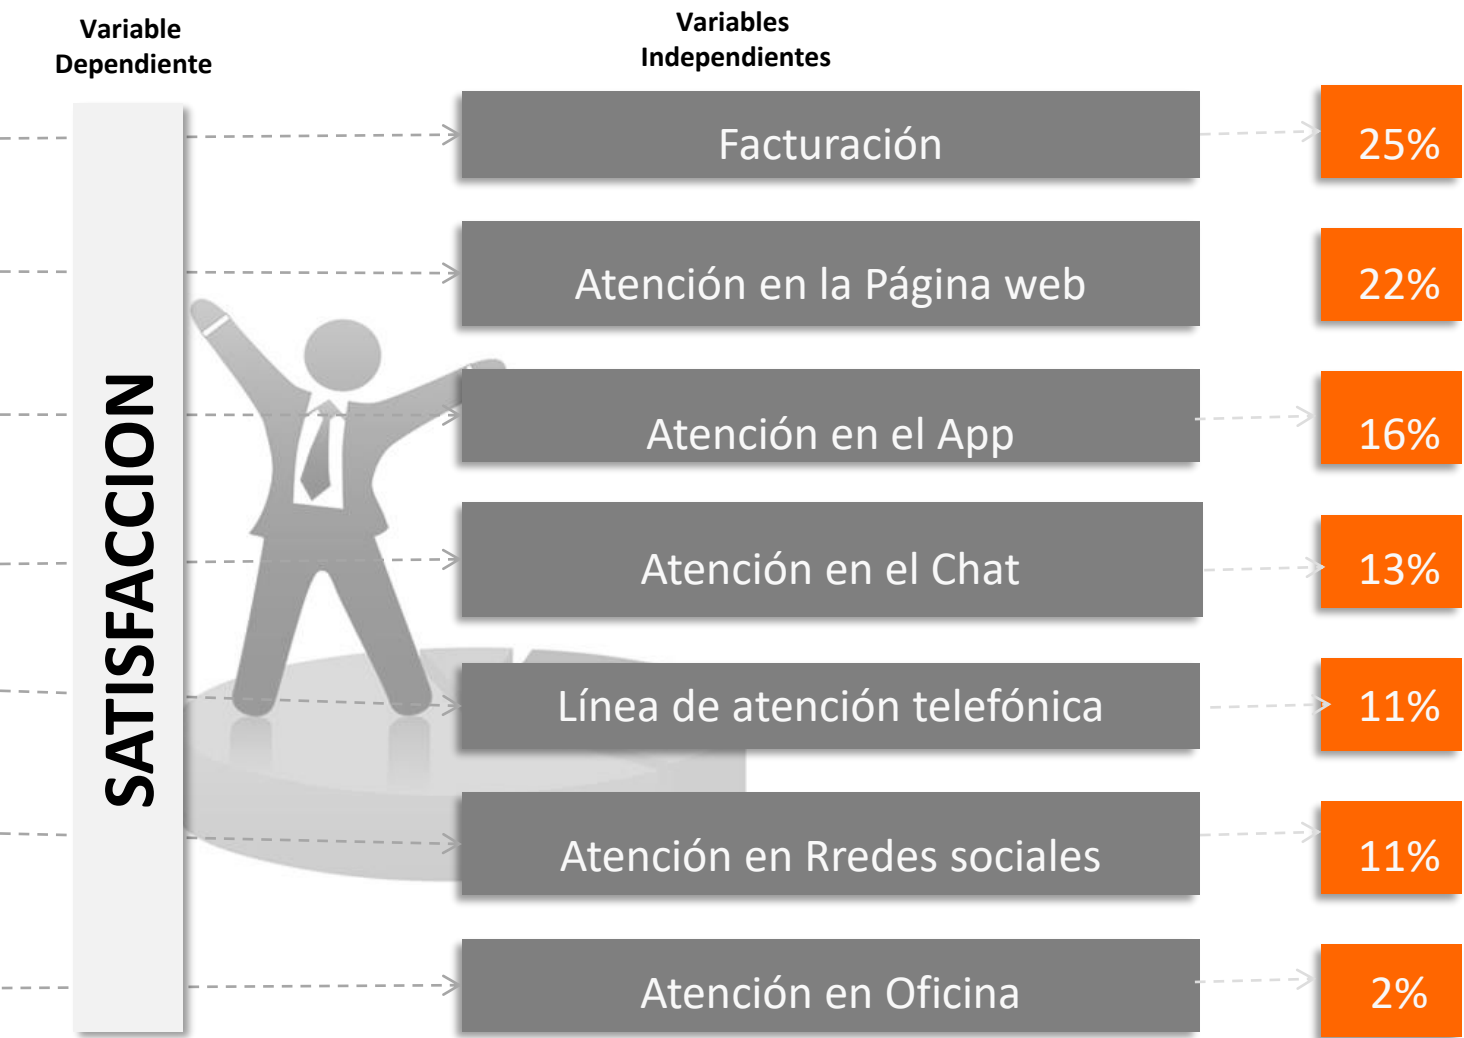 Variable
Dependiente
Variables
Independientes
SATISFACCION
Facturación
25%
Atención en la Página web
22%
Atención en el App
16%
Atención en el Chat
13%
Línea de atención telefónica
11%
Atención en Rredes sociales
11%
Atención en Oficina
2%